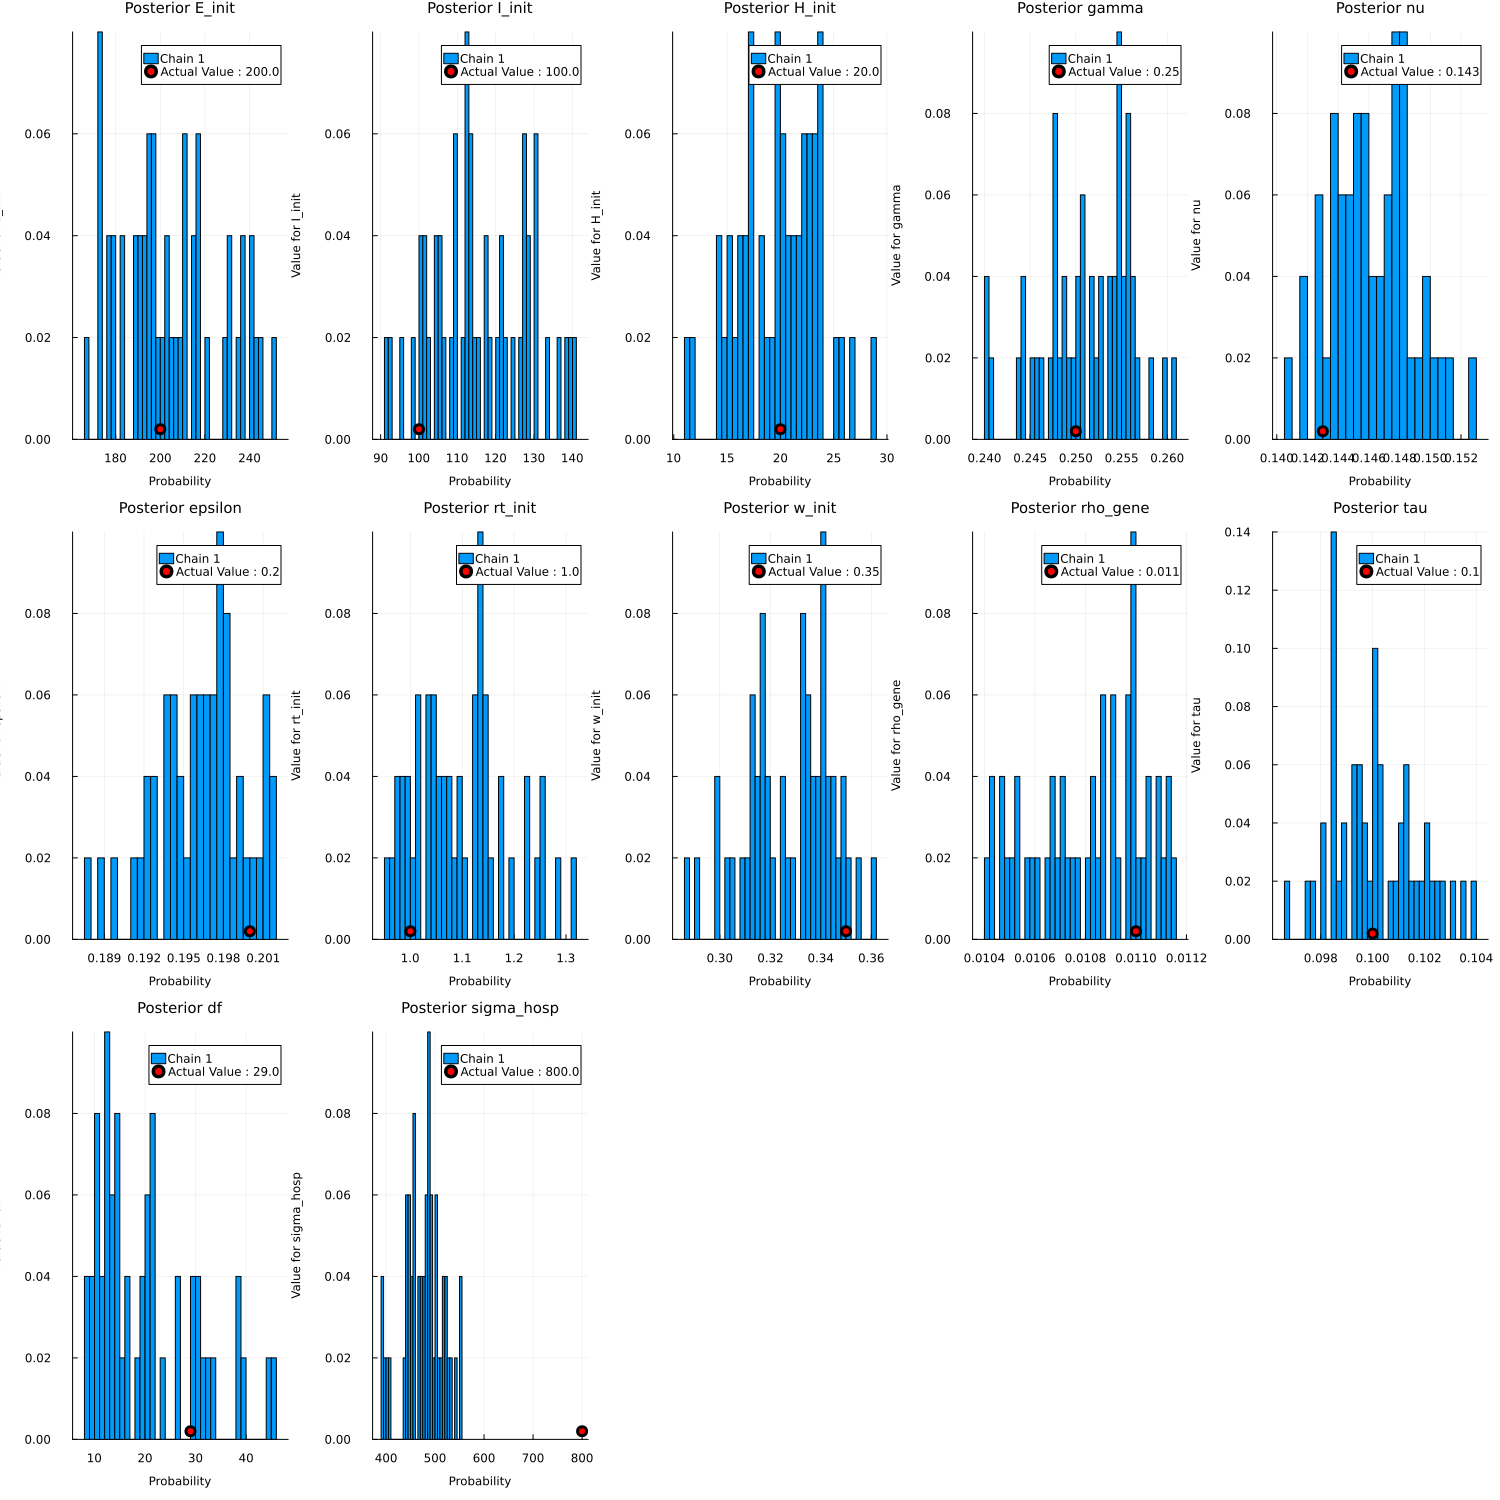 Posterior E_init
Chain 1
Actual Value : 200.0
0.06
0.04
0.02
0.00
180 200 220 240
Probability
Posterior I_init
Chain 1
Actual Value : 100.0
Value for I_init
0.06
0.04
0.02
0.00
90 100 110 120 130 140
Probability
Posterior H_init
Chain 1
Actual Value : 20.0
Value for H_init
0.06
0.04
0.02
0.00
10 15 20 25 30
Probability
Posterior gamma
Chain 1
Actual Value : 0.25
Value for gamma
0.08
0.06
0.04
0.02
0.00
0.240 0.245 0.250 0.255 0.260
Probability
Posterior nu
Chain 1
Actual Value : 0.143
Value for nu
0.08
0.06
0.04
0.02
0.00
0.140 0.142 0.144 0.146 0.148 0.150 0.152
Probability
Posterior epsilon
Chain 1
Actual Value : 0.2
0.08
0.06
0.04
0.02
0.00
0.189 0.192 0.195 0.198 0.201
Probability
Posterior rt_init
Chain 1
Actual Value : 1.0
Value for rt_init
0.08
0.06
0.04
0.02
0.00
1.0 1.1 1.2 1.3
Probability
Posterior w_init
Chain 1
Actual Value : 0.35
Value for w_init
0.08
0.06
0.04
0.02
0.00
0.30 0.32 0.34 0.36
Probability
Posterior rho_gene
Chain 1
Actual Value : 0.011
Value for rho_gene
0.08
0.06
0.04
0.02
0.00
0.0104 0.0106 0.0108 0.0110 0.0112
Probability
Posterior tau
Chain 1
Actual Value : 0.1
Value for tau
0.14
0.12
0.10
0.08
0.06
0.04
0.02
0.00
0.098 0.100 0.102 0.104
Probability
Posterior df
Chain 1
Actual Value : 29.0
0.08
0.06
0.04
0.02
0.00
10 20 30 40
Probability
Posterior sigma_hosp
Chain 1
Actual Value : 800.0
Value for sigma_hosp
0.08
0.06
0.04
0.02
0.00
400 500 600 700 800
Probability